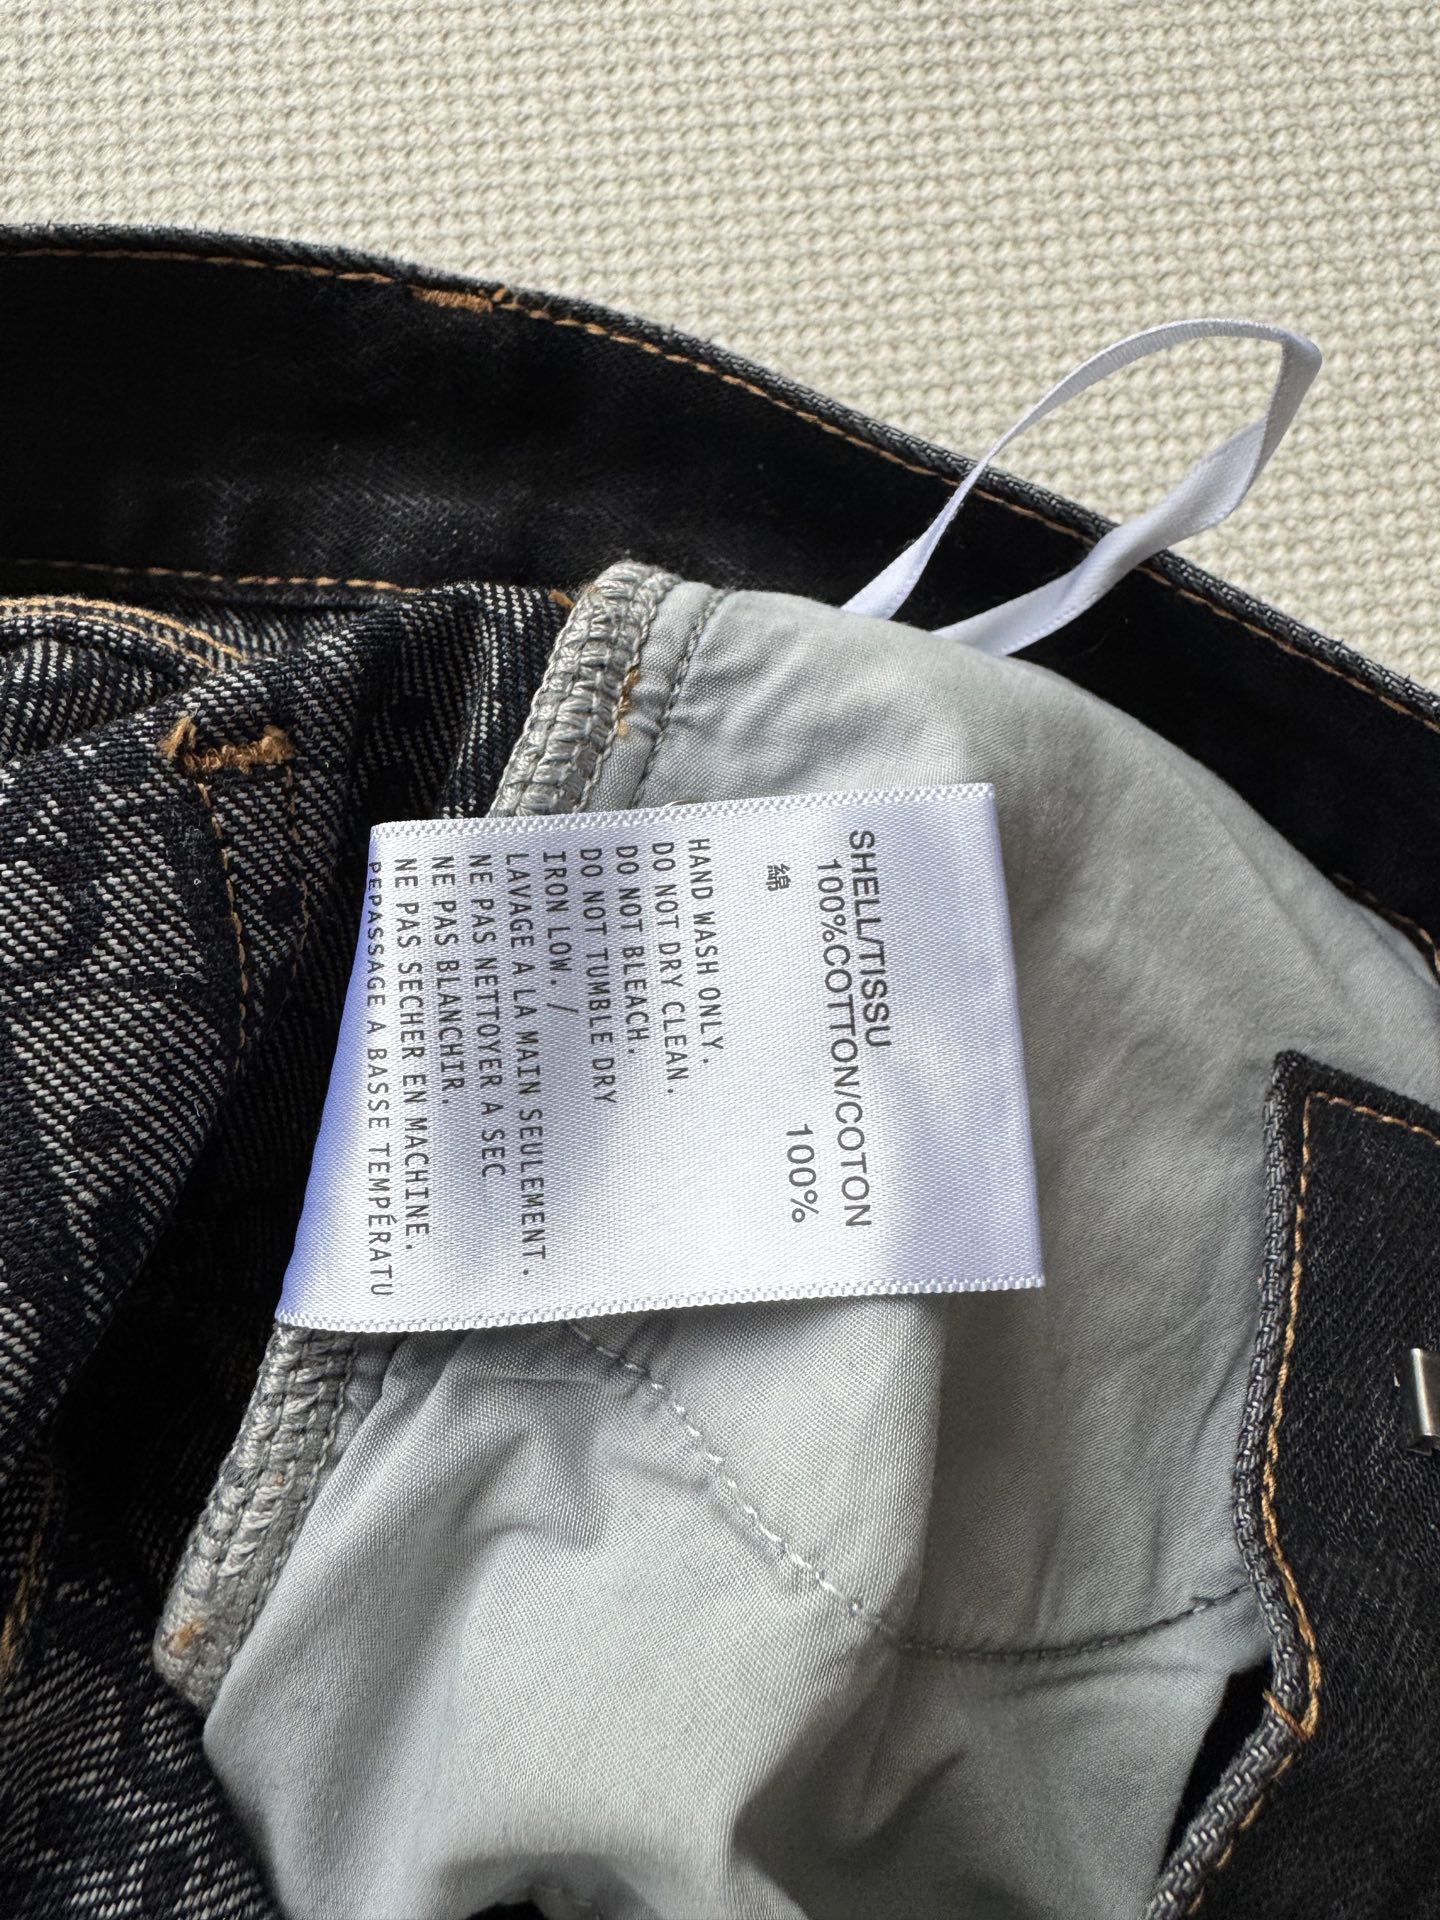 SHELL/TISSU
100%COTTON/COTON
綿 100%
HAND WASH ONLY.
DO NOT DRY CLEAN.
DO NOT BLEACH.
DO NOT TUMBLE DRY
IRON LOW. /
LAVAGE A LA MAIN SEULEMENT.
NE PAS NETTOYER A SEC
NE PAS BLANCHIR.
NE PAS SECHER EN MACHINE.
PEPASSAGE A BASSE TEMPÉRATU